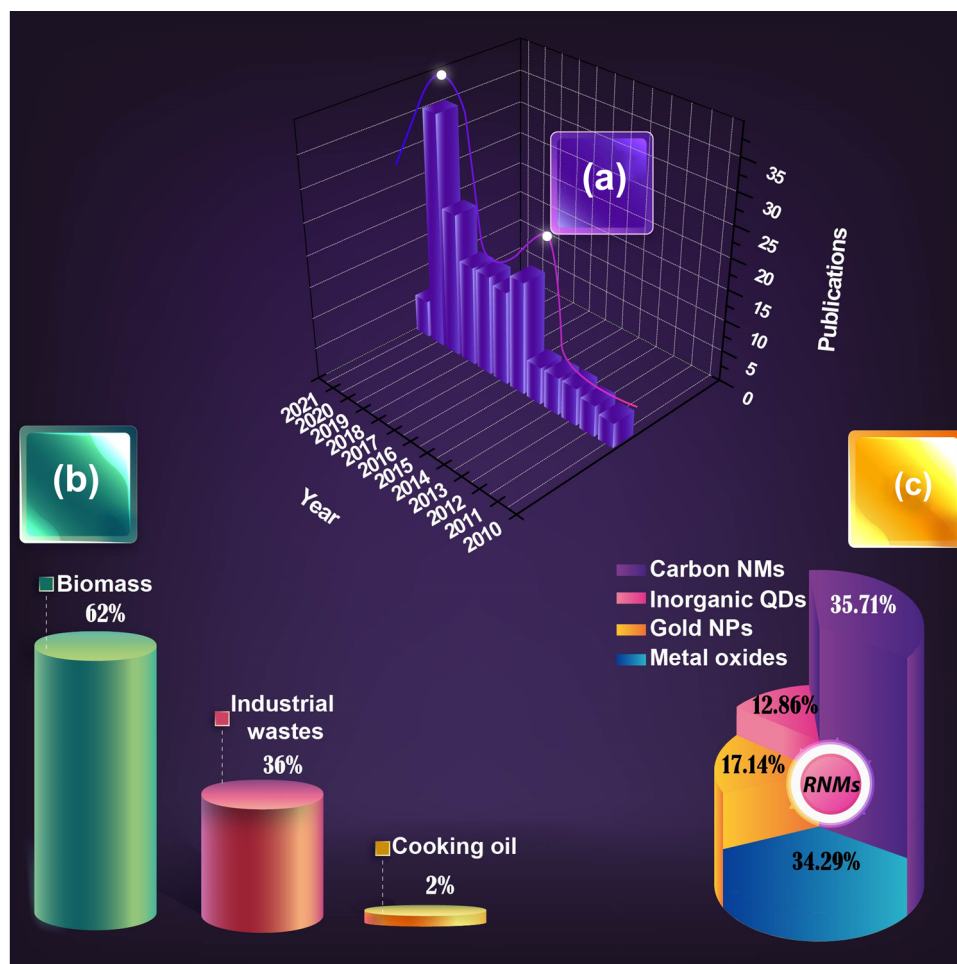 (a)
35
30
25
20
15
10
5
0
Publications
2021
2020
2019
2018
2017
2016
2015
2014
2013
2012
2011
2010
Year
(b)
(c)
Biomass
62%
Industrial
wastes
36%
Cooking oil
2%
Carbon NMs
Inorganic QDs
Gold NPs
Metal oxides
35.71%
12.86%
17.14%
RNMs
34.29%